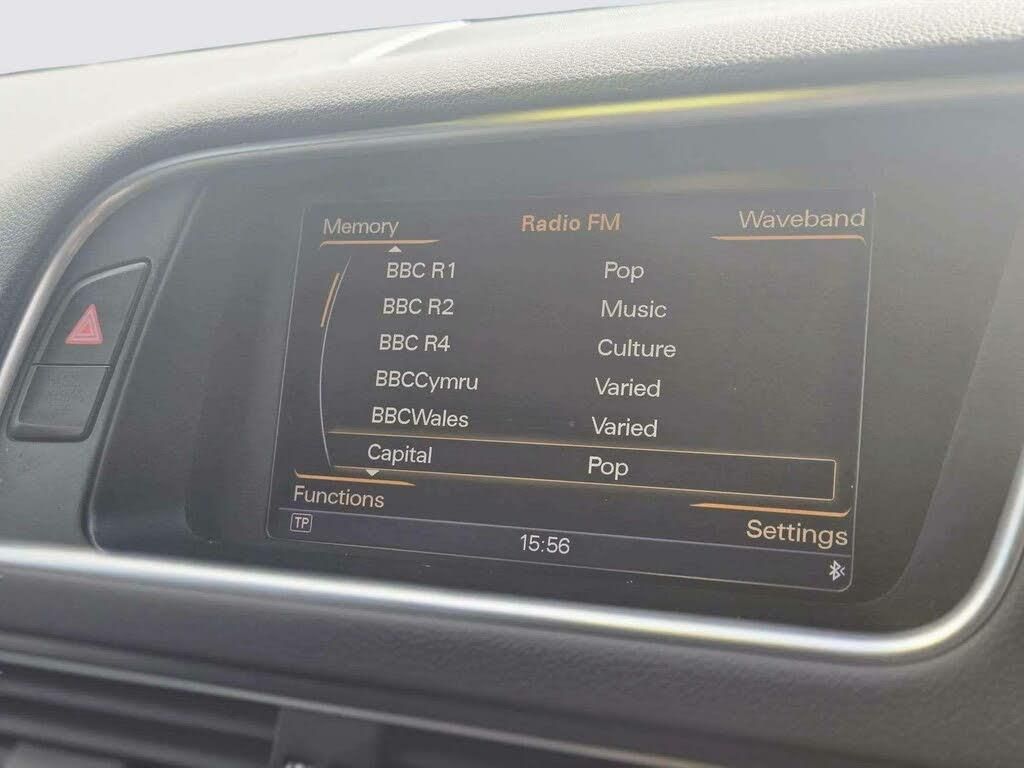 Memory Radio FM Waveband
BBC R1 Pop
BBC R2 Music
BBC R4 Culture
BBCCymru Varied
BBCWales Varied
Capital Pop
Functions Settings
TP 15:56